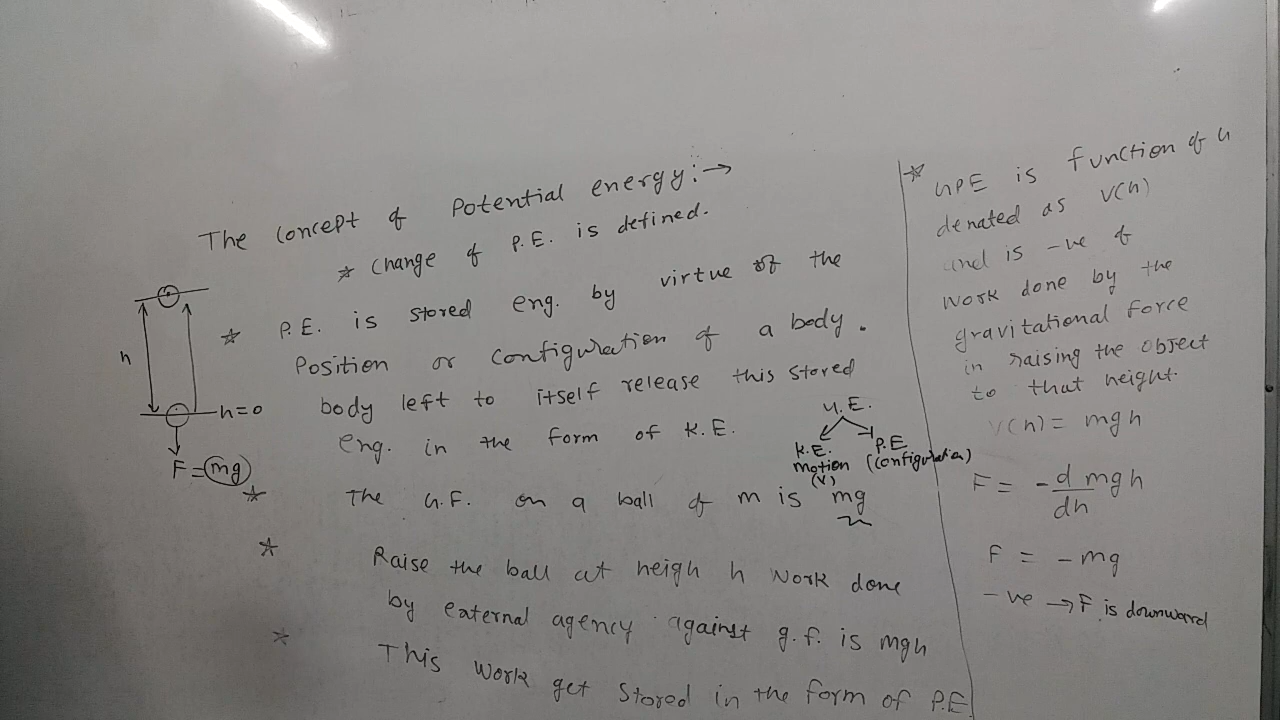 The concept of Potential energy :→
* change of P.E. is defined.
* P.E. is stored eng. by virtue of the
Position or configuration of a body.
body left to itself release this stored
eng. in the form of K.E.
h
h=0
F=mg
K.E.
motion
(v)
P.E
(configuration)
* The G.F. on a ball of m is mg
* Raise the ball at heigh h work done
by external agency against g.f. is mgh
* This work get stored in the form of P.E.
* GPE is function of h
denated as V(h)
and is -ve of
work done by the
gravitational force
in raising the object
to that height.
V(h) = mgh
F = - d/dh mgh
F = - mg
-ve → F is downward